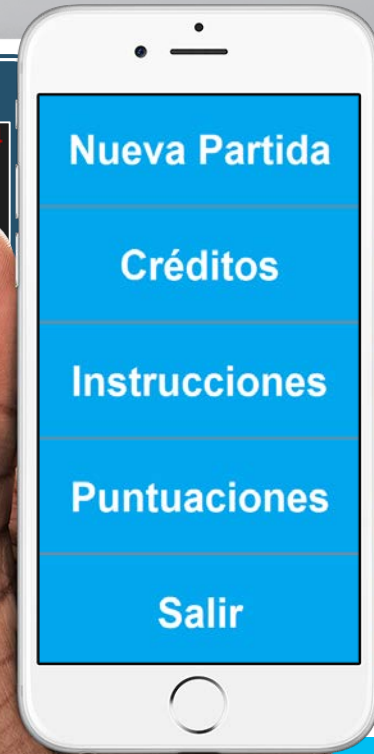 Nueva Partida
Créditos
Instrucciones
Puntuaciones
Salir